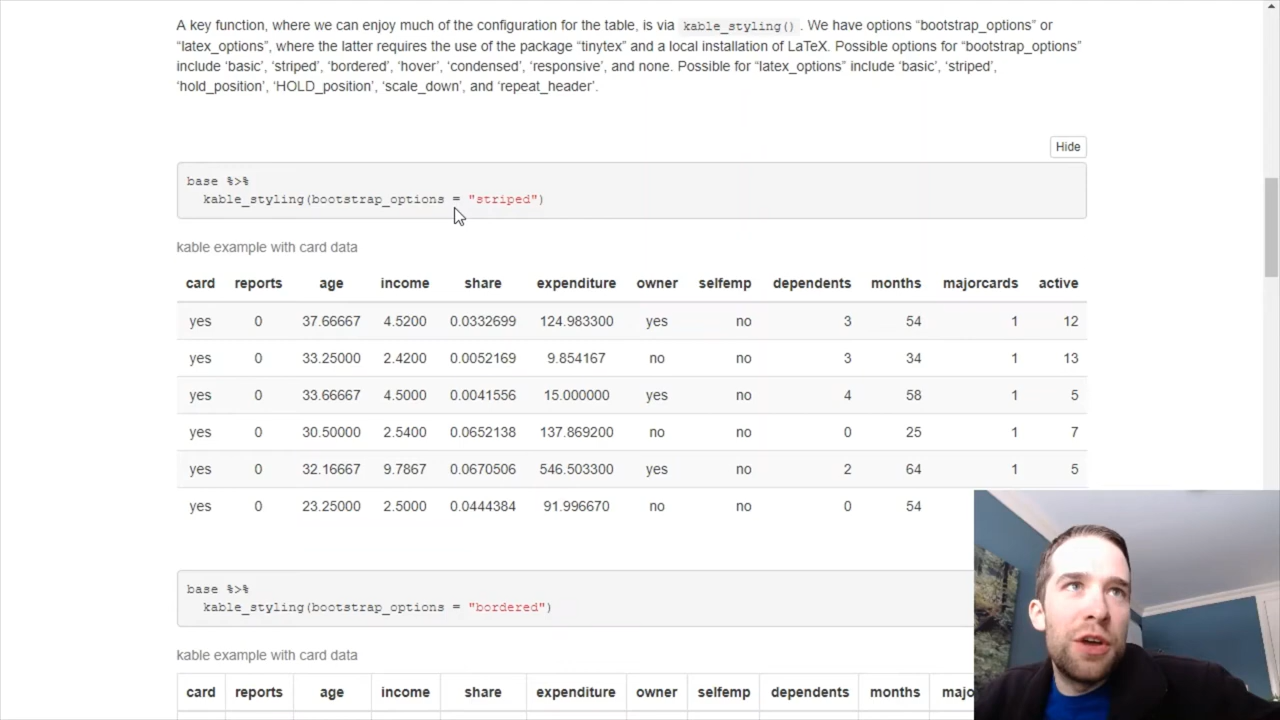 A key function, where we can enjoy much of the configuration for the table, is via kable_styling() . We have options “bootstrap_options” or
“latex_options”, where the latter requires the use of the package “tinytex” and a local installation of LaTeX. Possible options for “bootstrap_options”
include ‘basic’, ‘striped’, ‘bordered’, ‘hover’, ‘condensed’, ‘responsive’, and none. Possible for “latex_options” include ‘basic’, ‘striped’,
‘hold_position’, ‘HOLD_position’, ‘scale_down’, and ‘repeat_header’.
Hide
base %>%
kable_styling(bootstrap_options = "striped")
kable example with card data
card reports age income share expenditure owner selfemp dependents months majorcards active
yes 0 37.66667 4.5200 0.0332699 124.983300 yes no 3 54 1 12
yes 0 33.25000 2.4200 0.0052169 9.854167 no no 3 34 1 13
yes 0 33.66667 4.5000 0.0041556 15.000000 yes no 4 58 1 5
yes 0 30.50000 2.5400 0.0652138 137.869200 no no 0 25 1 7
yes 0 32.16667 9.7867 0.0670506 546.503300 yes no 2 64 1 5
yes 0 23.25000 2.5000 0.0444384 91.996670 no no 0 54
base %>%
kable_styling(bootstrap_options = "bordered")
kable example with card data
card reports age income share expenditure owner selfemp dependents months